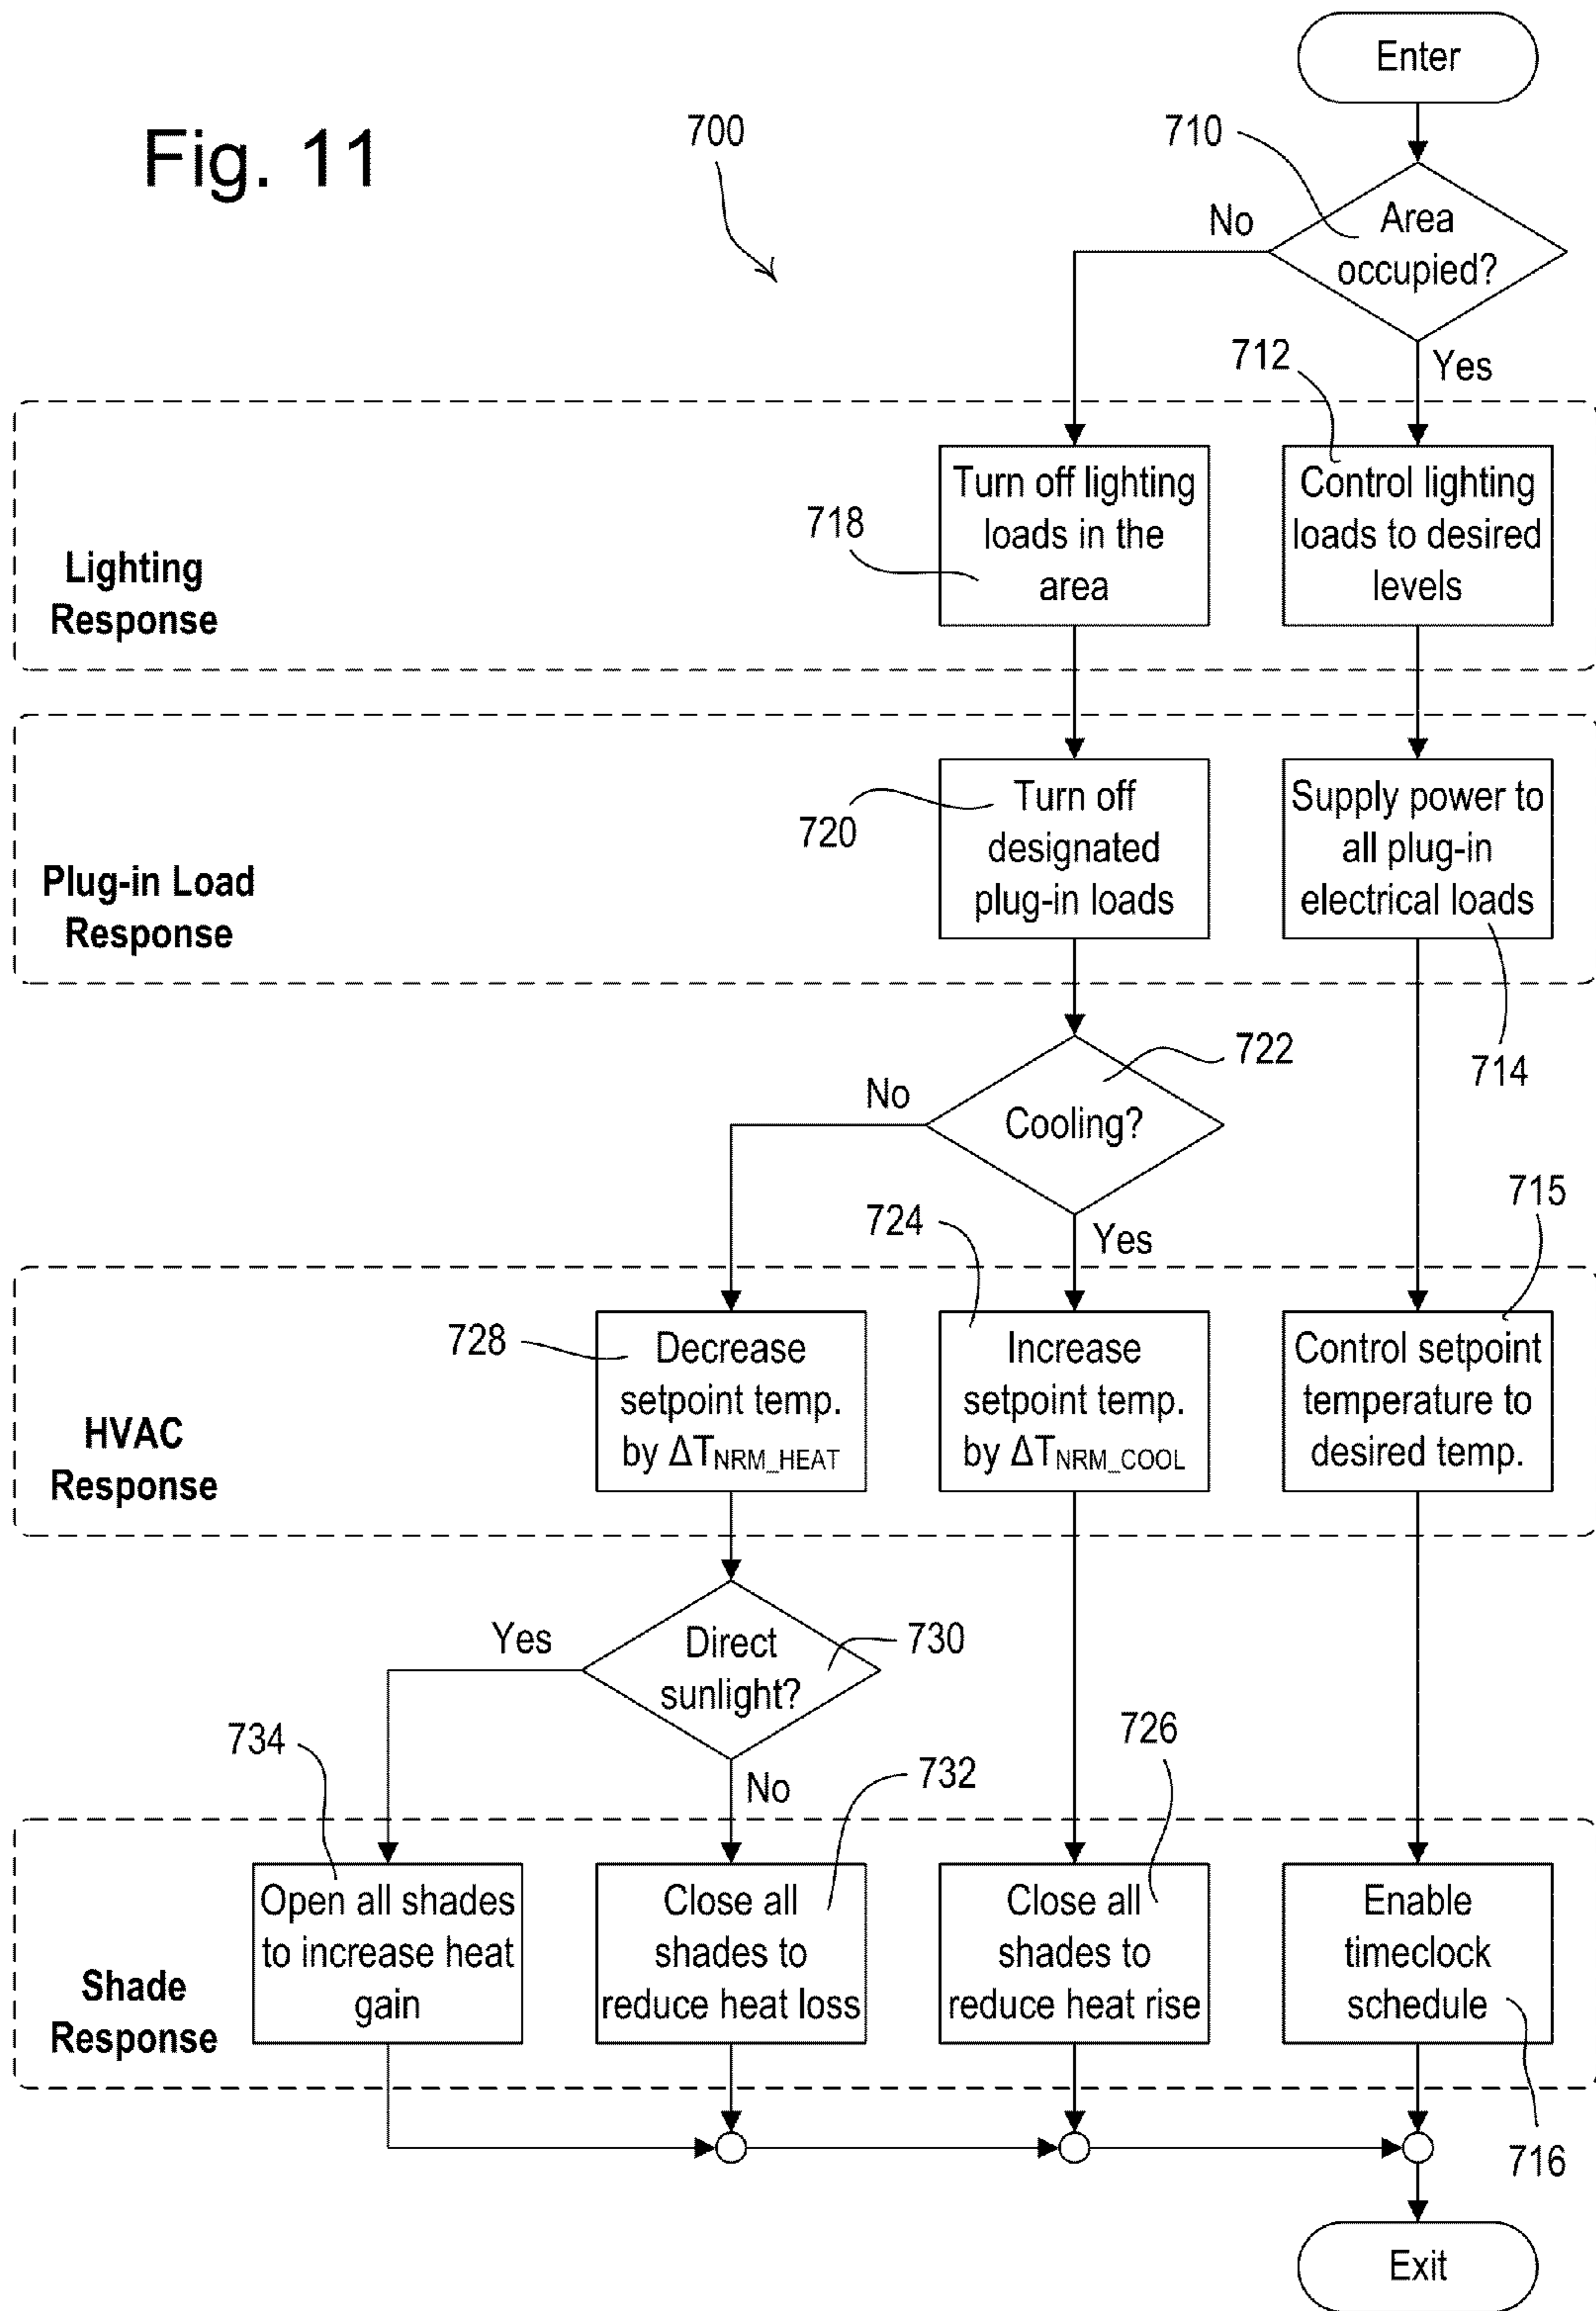 Fig. 11
700
Enter
710
Area
occupied?
No
Yes
712
Lighting
Response
718
Turn off lighting
loads in the
area
Control lighting
loads to desired
levels
Plug-in Load
Response
720
Turn off
designated
plug-in loads
Supply power to
all plug-in
electrical loads
714
722
Cooling?
No
Yes
724
715
HVAC
Response
728
Decrease
setpoint temp.
by ΔTNRM_HEAT
Increase
setpoint temp.
by ΔTNRM_COOL
Control setpoint
temperature to
desired temp.
Direct
sunlight?
730
Yes
No
734
732
726
Shade
Response
Open all shades
to increase heat
gain
Close all
shades to
reduce heat loss
Close all
shades to
reduce heat rise
Enable
timeclock
schedule
716
Exit